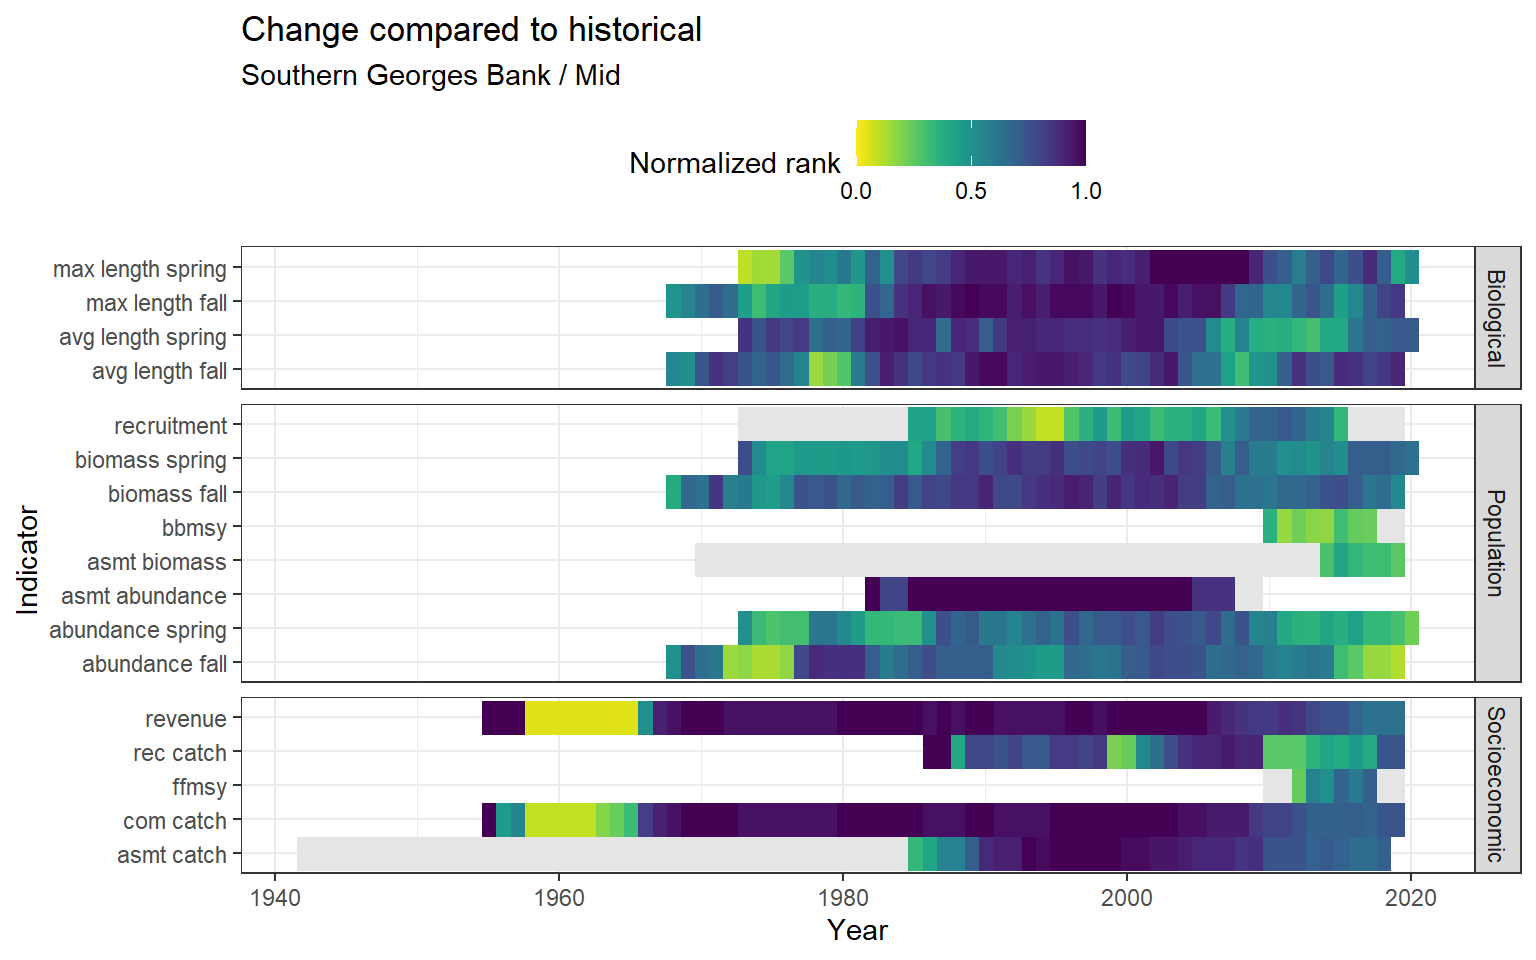 Change compared to historical
Southern Georges Bank / Mid
Normalized rank
0.0 0.5 1.0
max length spring
max length fall
avg length spring
avg length fall
Biological
recruitment
biomass spring
biomass fall
bbmsy
asmt biomass
asmt abundance
abundance spring
abundance fall
Population
Indicator
revenue
rec catch
ffmsy
com catch
asmt catch
Socioeconomic
1940 1960 1980 2000 2020
Year